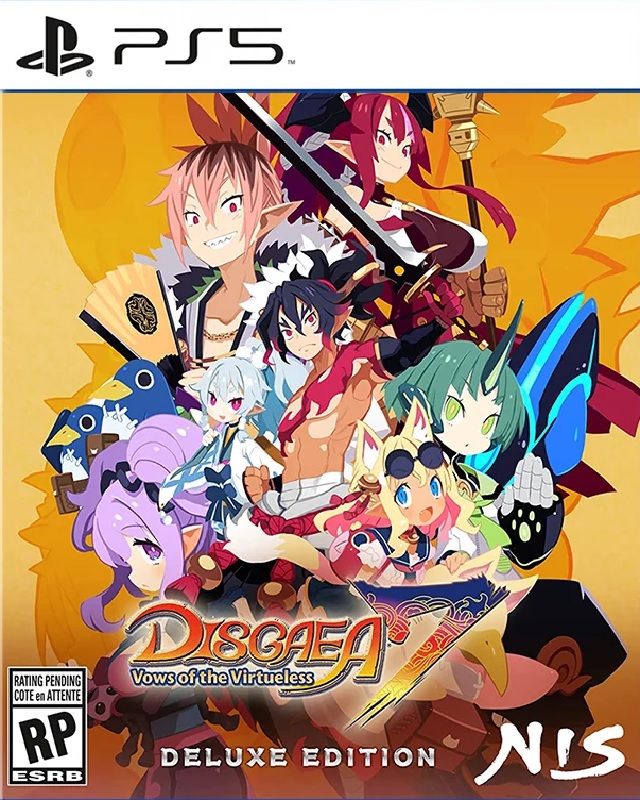 PS5
DISGAEA 7
Vows of the Virtueless
RATING PENDING
COTE en ATTENTE
RP
ESRB
DELUXE EDITION
NIS